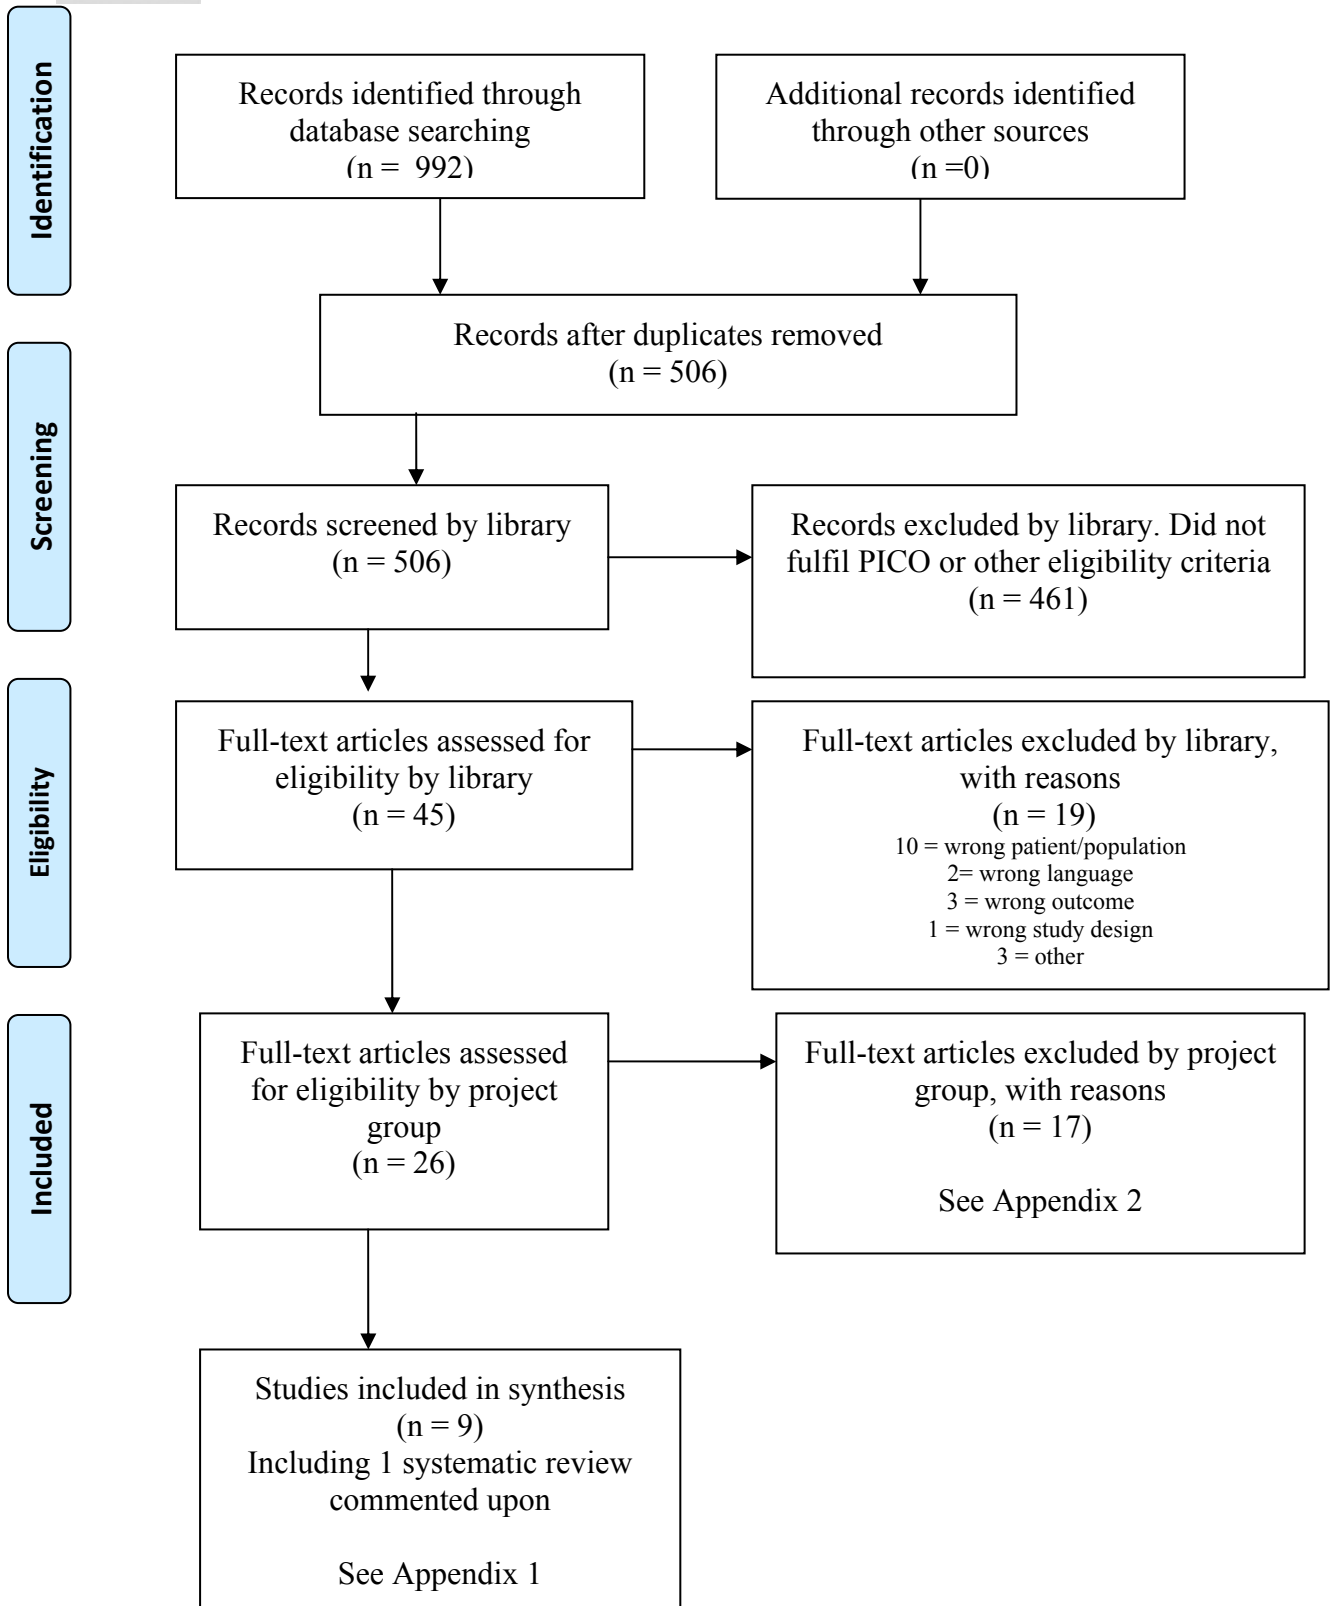 Identification
Records identified through
database searching
(n = 992)
Additional records identified
through other sources
(n =0)
Records after duplicates removed
(n = 506)
Screening
Records screened by library
(n = 506)
Records excluded by library. Did not
fulfil PICO or other eligibility criteria
(n = 461)
Eligibility
Full-text articles assessed for
eligibility by library
(n = 45)
Full-text articles excluded by library,
with reasons
(n = 19)
10 = wrong patient/population
2= wrong language
3 = wrong outcome
1 = wrong study design
3 = other
Included
Full-text articles assessed
for eligibility by project
group
(n = 26)
Full-text articles excluded by project
group, with reasons
(n = 17)
See Appendix 2
Studies included in synthesis
(n = 9)
Including 1 systematic review
commented upon
See Appendix 1